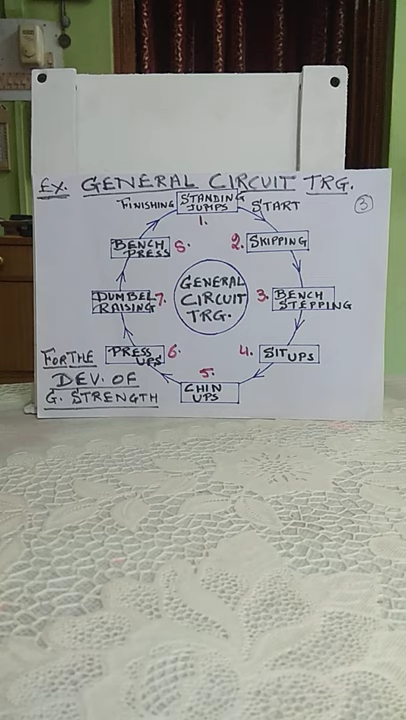 EX. GENERAL CIRCUIT TRG.
3
FINISHING
START
STANDING
JUMPS
1.
2. SKIPPING
3. BENCH
STEPPING
4. SIT UPS
5.
CHIN
UPS
PRESS 6.
UPS
DUMBEL 7.
RAISING
BENCH 8.
PRESS
GENERAL
CIRCUIT
TRG.
FOR THE
DEV. OF
G. STRENGTH